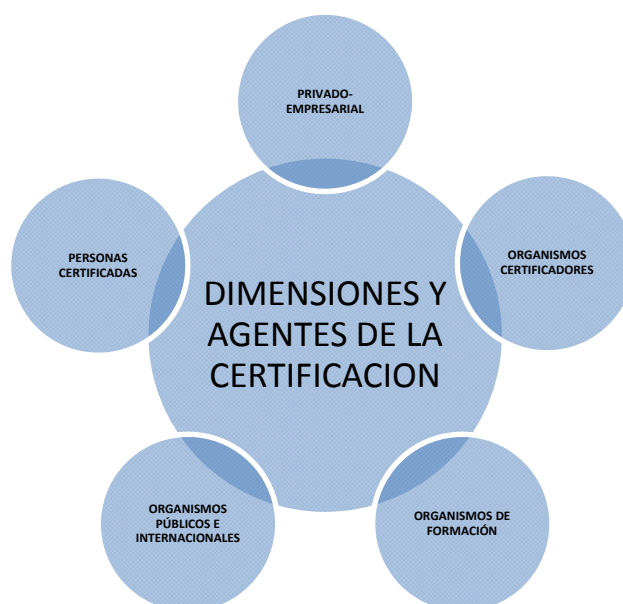 PRIVADO-
EMPRESARIAL
PERSONAS
CERTIFICADAS
ORGANISMOS
CERTIFICADORES
DIMENSIONES Y
AGENTES DE LA
CERTIFICACION
ORGANISMOS
PÚBLICOS E
INTERNACIONALES
ORGANISMOS DE
FORMACIÓN